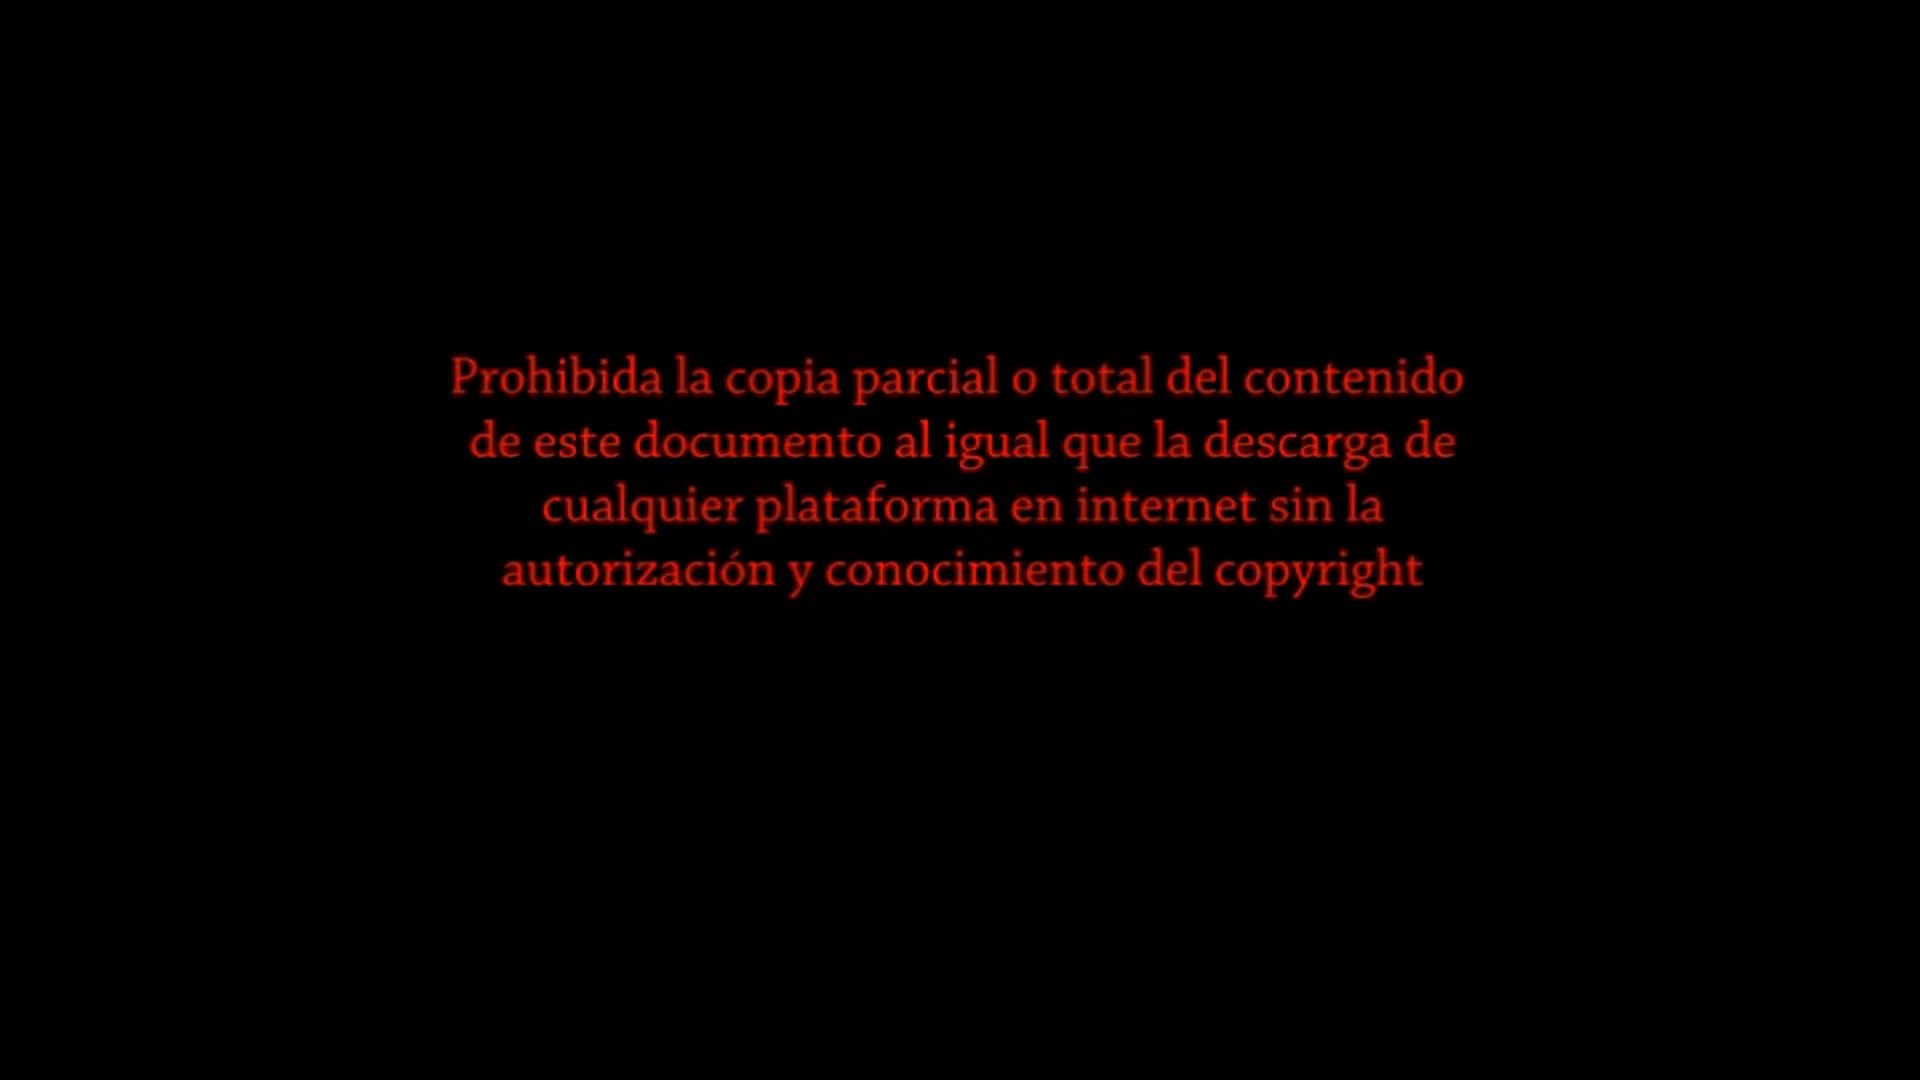 Prohibida la copia parcial o total del contenido
de este documento al igual que la descarga de
cualquier plataforma en internet sin la
autorización y conocimiento del copyright